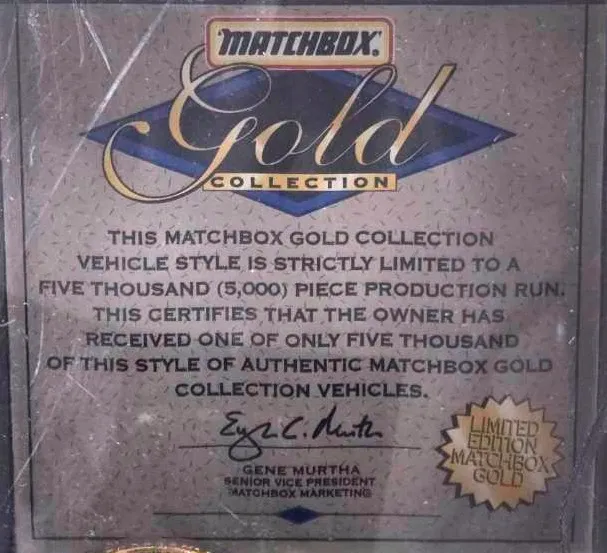 MATCHBOX.
Gold
COLLECTION
THIS MATCHBOX GOLD COLLECTION
VEHICLE STYLE IS STRICTLY LIMITED TO A
FIVE THOUSAND (5,000) PIECE PRODUCTION RUN.
THIS CERTIFIES THAT THE OWNER HAS
RECEIVED ONE OF ONLY FIVE THOUSAND
OF THIS STYLE OF AUTHENTIC MATCHBOX GOLD
COLLECTION VEHICLES.
GENE MURTHA
SENIOR VICE PRESIDENT
MATCHBOX MARKETING
LIMITED
EDITION
MATCHBOX
GOLD